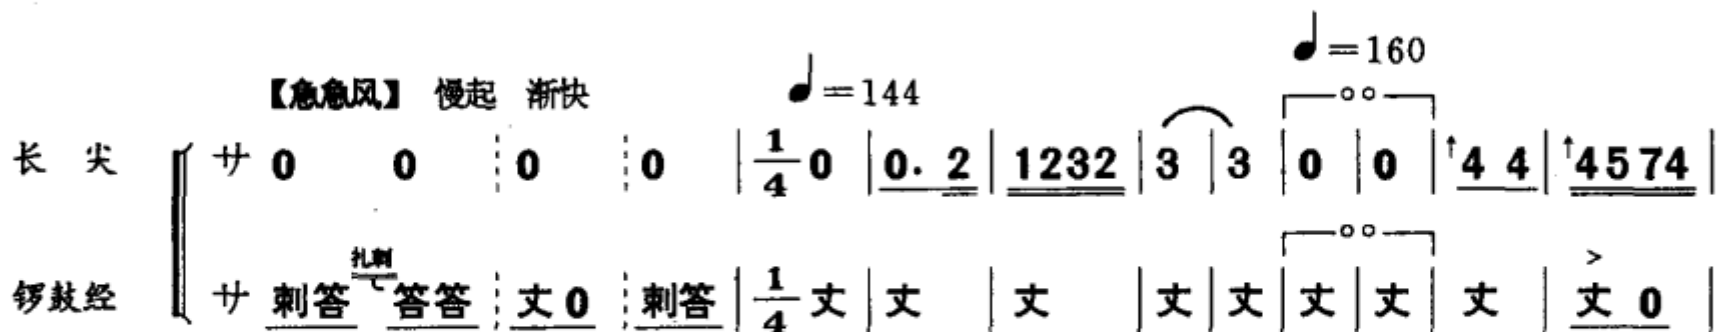 ♩=160
【急急风】 慢起 渐快 ♩=144
长 尖 サ 0 0 ┆ 0 ┆ 0 | 1/4 0 | 0. 2 | 1232 | 3 | 3 | 0 | 0 | ↑4 4 | ↑4574 |
扎刺
锣鼓经 サ 刺答 答答 ┆ 丈 0 ┆ 刺答 | 1/4 丈 | 丈 | 丈 | 丈 | 丈 | 丈 | 丈 | 丈 | 丈 0 |